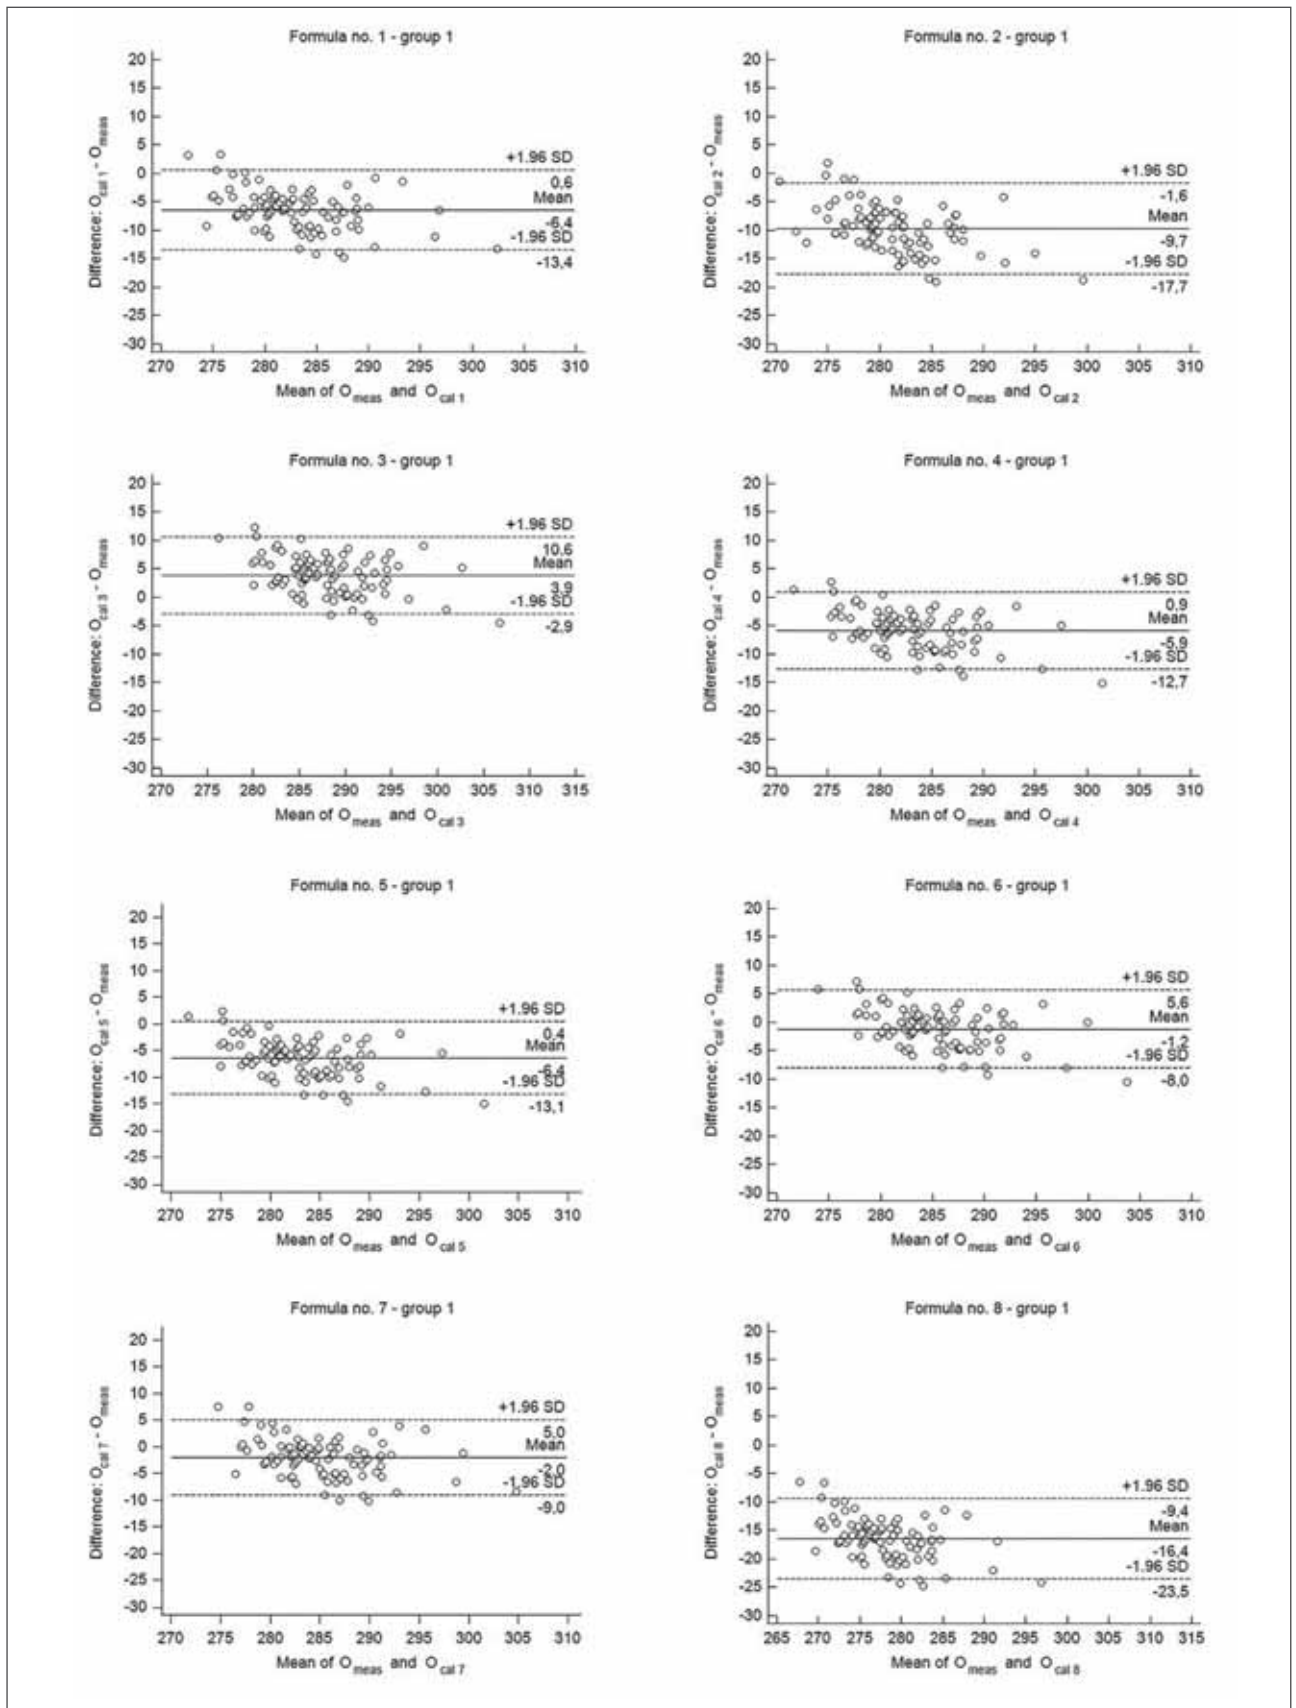 Formula no. 1 - group 1
20
15
10
5
0
-5
-10
-15
-20
-25
-30
Difference: Ocal 1 - Omeas
+1.96 SD
0,6
Mean
-6,4
-1.96 SD
-13,4
270 275 280 285 290 295 300 305 310
Mean of Omeas and Ocal 1
Formula no. 2 - group 1
20
15
10
5
0
-5
-10
-15
-20
-25
-30
Difference: Ocal 2 - Omeas
+1.96 SD
-1,6
Mean
-9,7
-1.96 SD
-17,7
270 275 280 285 290 295 300 305 310
Mean of Omeas and Ocal 2
Formula no. 3 - group 1
20
15
10
5
0
-5
-10
-15
-20
-25
-30
Difference: Ocal 3 - Omeas
+1.96 SD
10,6
Mean
3,9
-1.96 SD
-2,9
270 275 280 285 290 295 300 305 310 315
Mean of Omeas and Ocal 3
Formula no. 4 - group 1
20
15
10
5
0
-5
-10
-15
-20
-25
-30
Difference: Ocal 4 - Omeas
+1.96 SD
0,9
Mean
-5,9
-1.96 SD
-12,7
270 275 280 285 290 295 300 305 310
Mean of Omeas and Ocal 4
Formula no. 5 - group 1
20
15
10
5
0
-5
-10
-15
-20
-25
-30
Difference: Ocal 5 - Omeas
+1.96 SD
0,4
Mean
-6,4
-1.96 SD
-13,1
270 275 280 285 290 295 300 305 310
Mean of Omeas and Ocal 5
Formula no. 6 - group 1
20
15
10
5
0
-5
-10
-15
-20
-25
-30
Difference: Ocal 6 - Omeas
+1.96 SD
5,6
Mean
-1,2
-1.96 SD
-8,0
270 275 280 285 290 295 300 305 310
Mean of Omeas and Ocal 6
Formula no. 7 - group 1
20
15
10
5
0
-5
-10
-15
-20
-25
-30
Difference: Ocal 7 - Omeas
+1.96 SD
5,0
Mean
-2,0
-1.96 SD
-9,0
270 275 280 285 290 295 300 305 310
Mean of Omeas and Ocal 7
Formula no. 8 - group 1
20
15
10
5
0
-5
-10
-15
-20
-25
-30
Difference: Ocal 8 - Omeas
+1.96 SD
-9,4
Mean
-16,4
-1.96 SD
-23,5
265 270 275 280 285 290 295 300 305 310 315
Mean of Omeas and Ocal 8